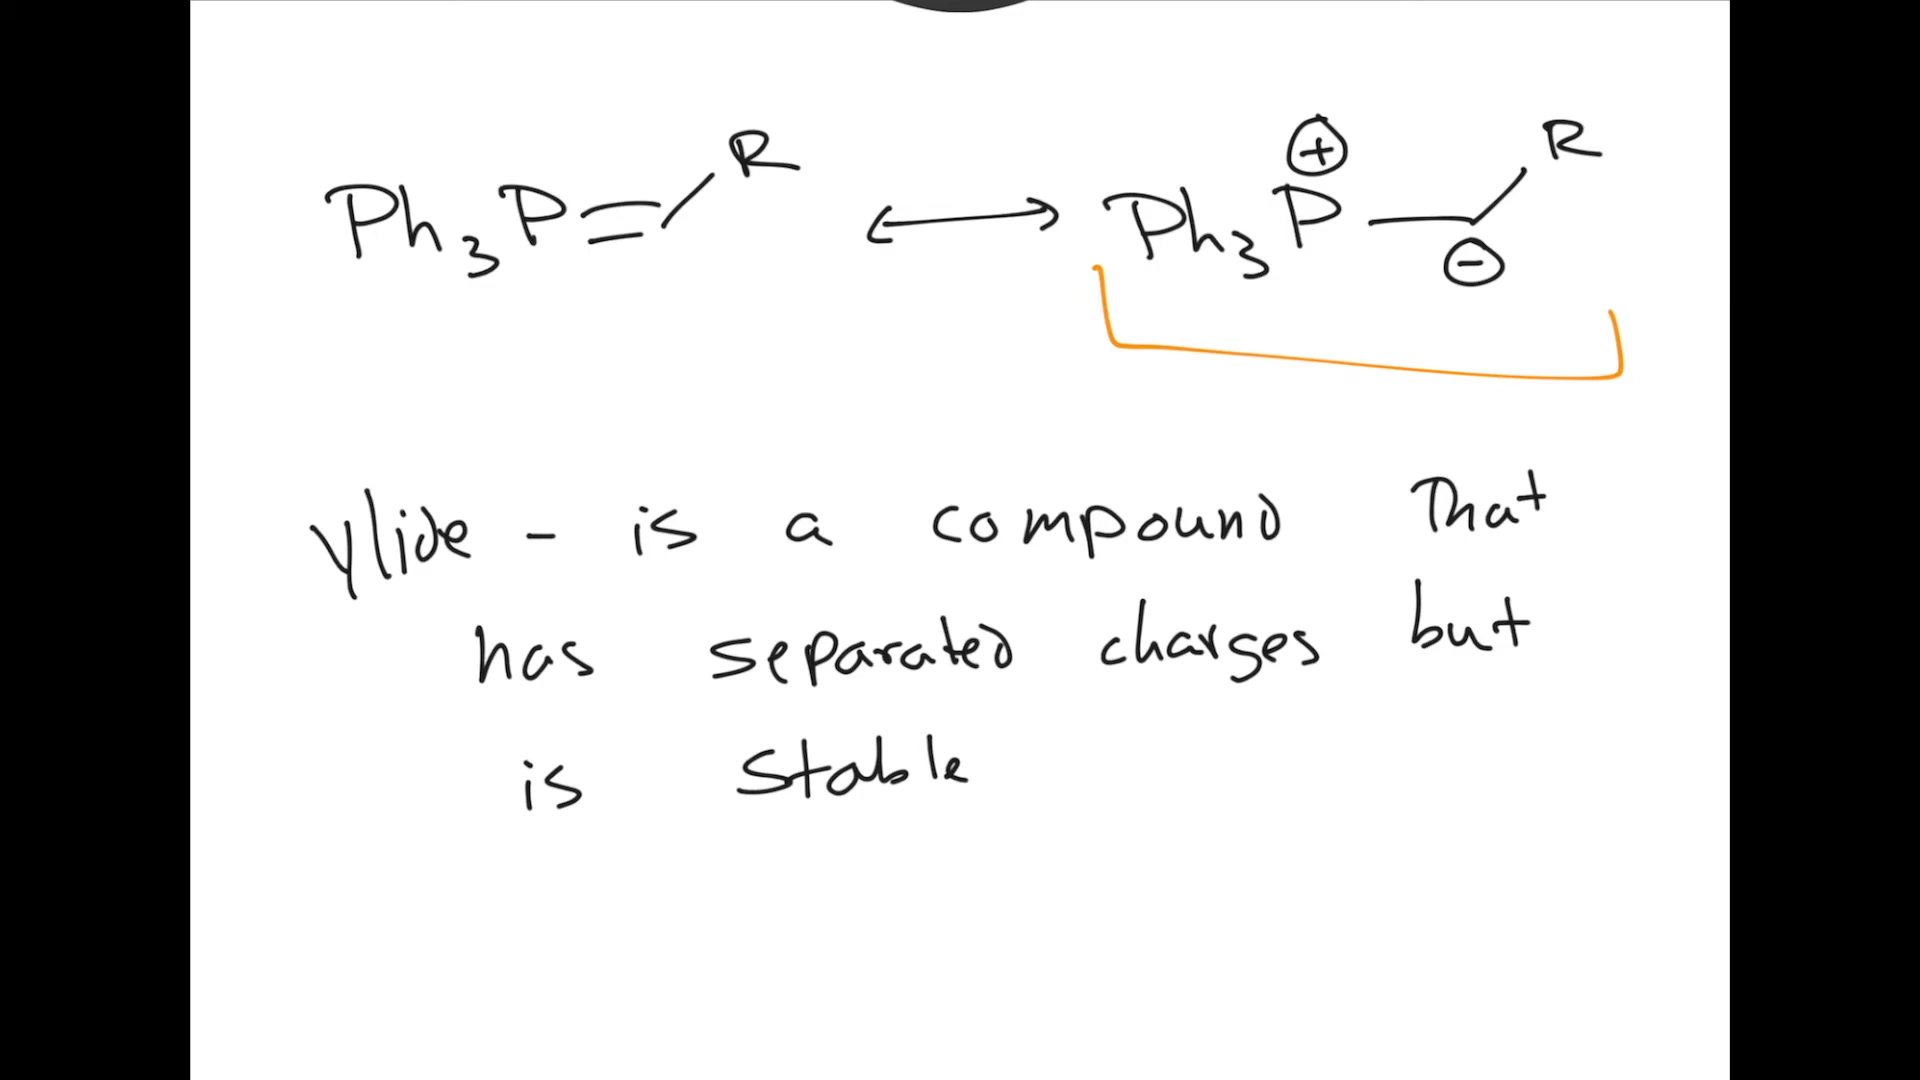 Ph₃P=/R ⟷ Ph₃P⊕—/R ⊖
ylide - is a compound that
has separated charges but
is stable